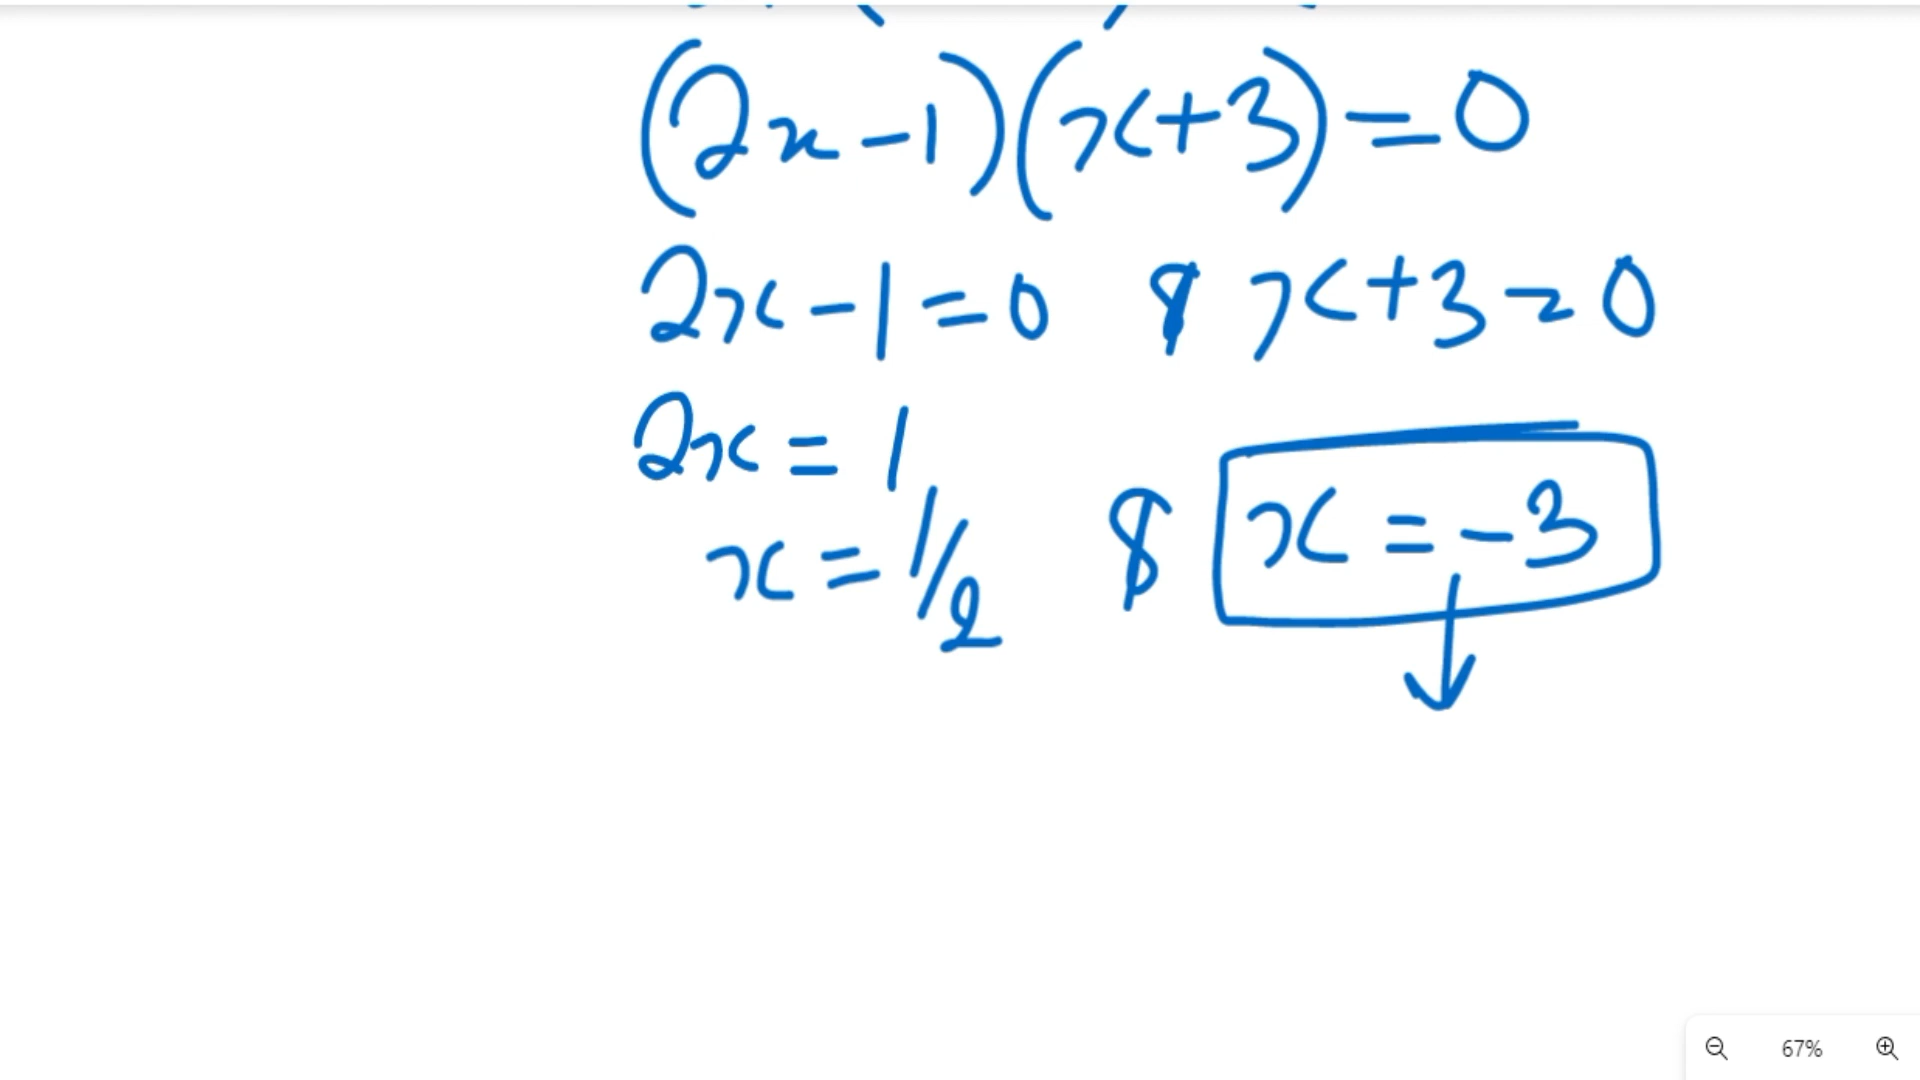 (2x-1)(x+3)=0
2x-1=0 & x+3=0
2x=1
x=1/2 & x=-3
67%